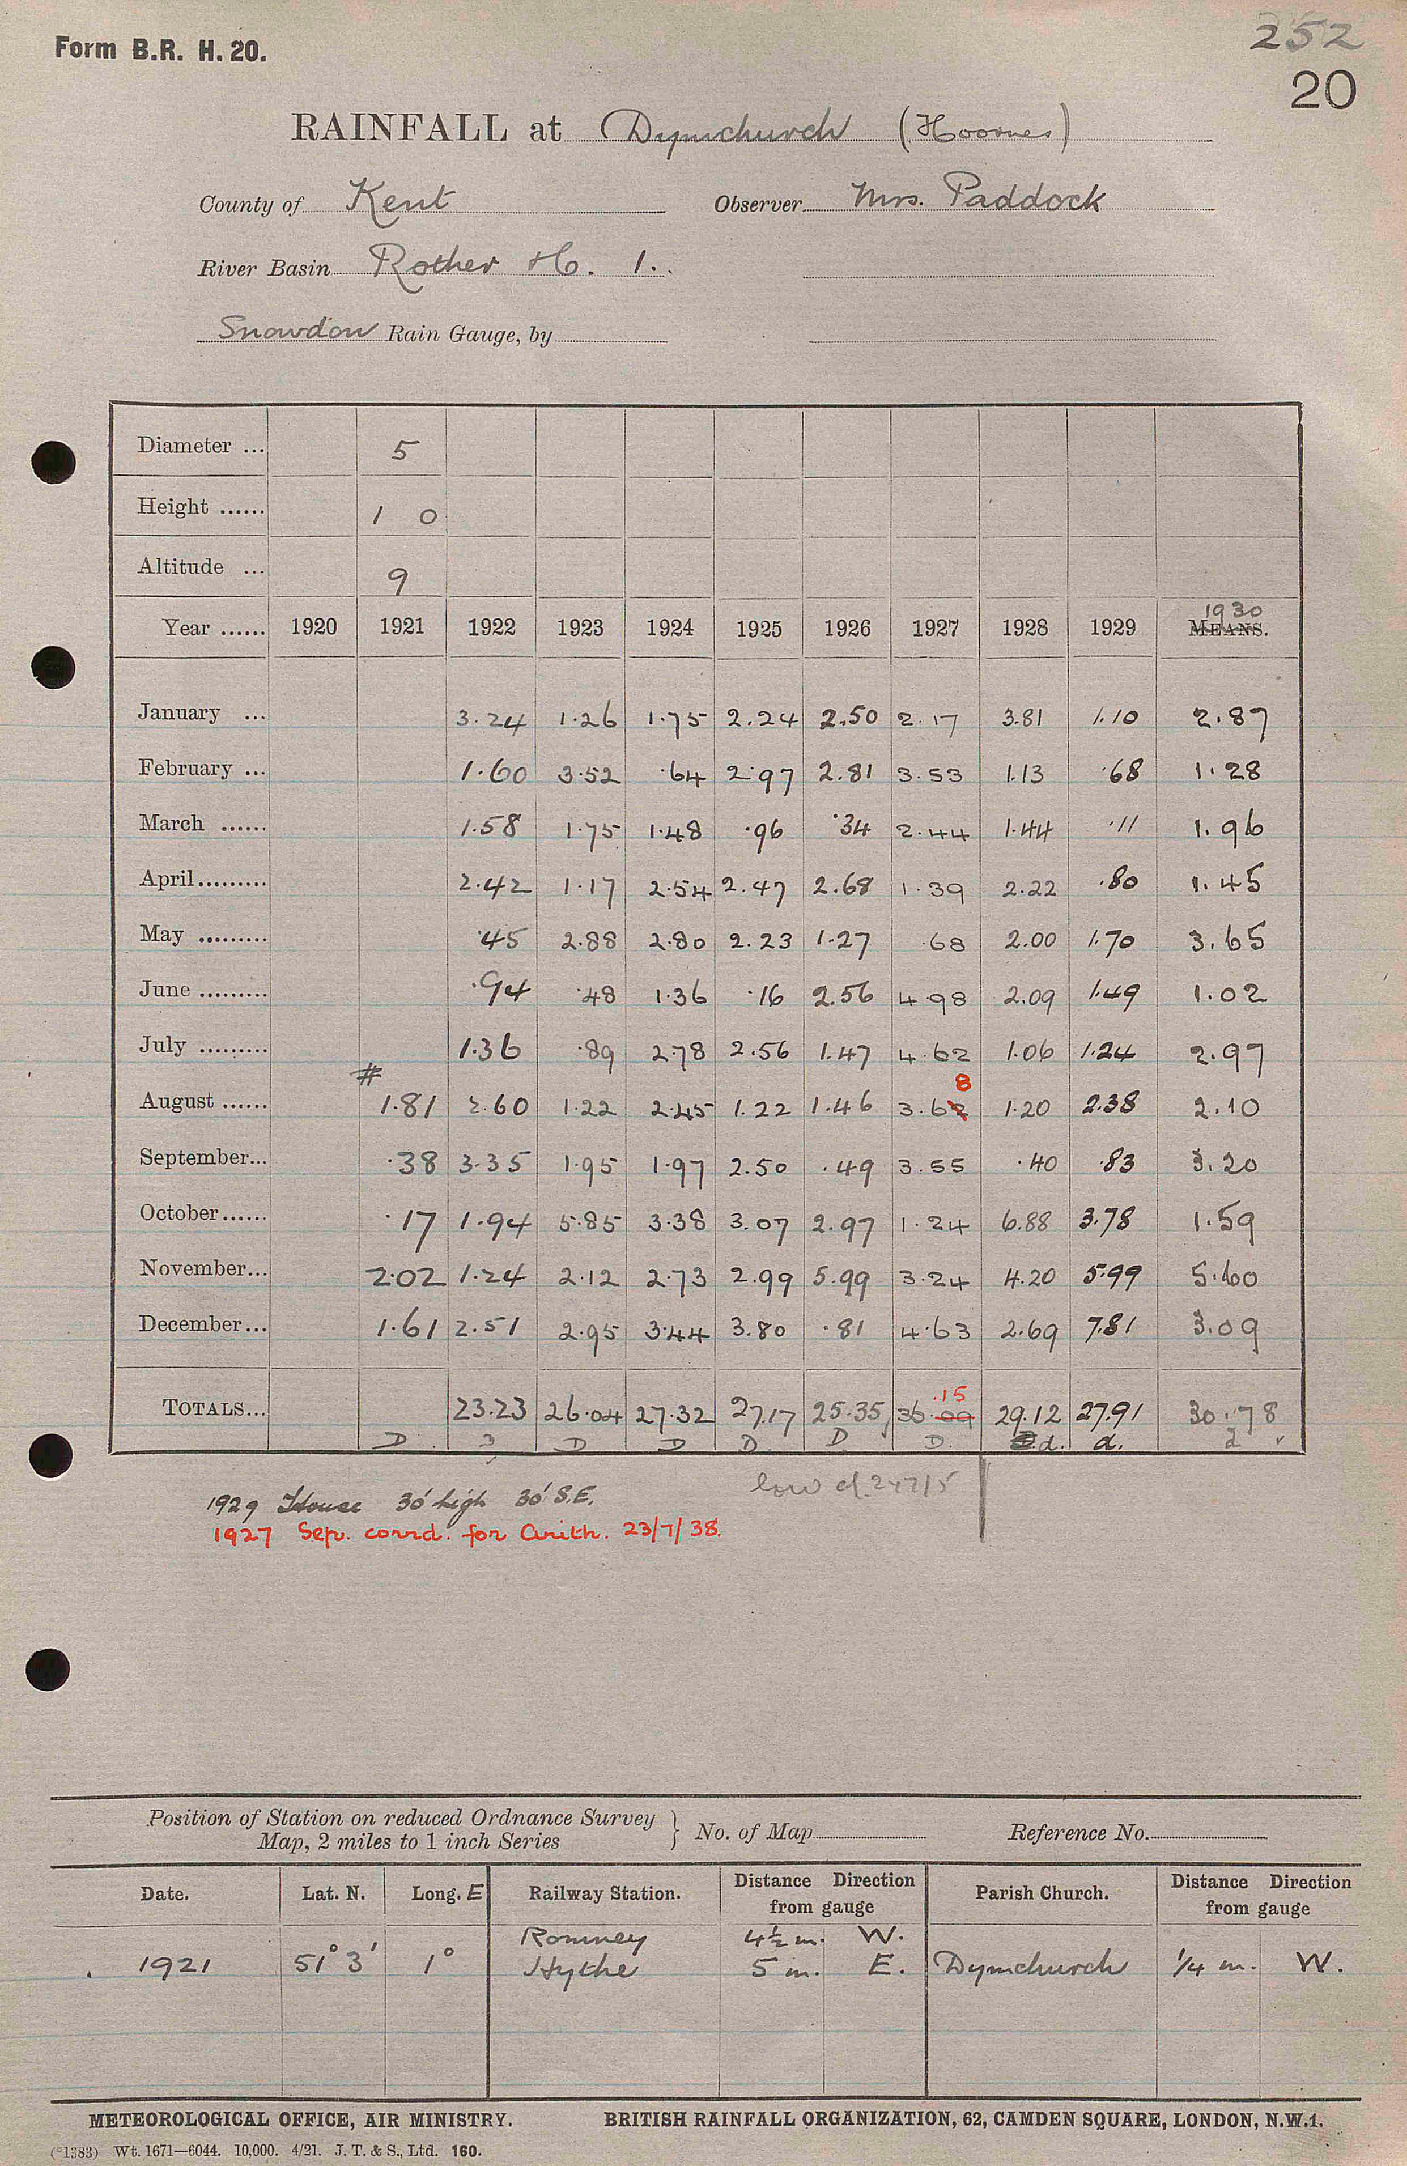 Form B.R. H. 20.
252
20
RAINFALL at Dymchurch (Hoornes)
County of Kent Observer Mrs. Paddock
River Basin Rother H. 1.
Snowdon Rain Gauge, by
Diameter ... 5
Height ...... 1 0
Altitude ... 9
Year ...... 1920 1921 1922 1923 1924 1925 1926 1927 1928 1929 1930 MEANS.
January ... 3.24 1.26 1.75 2.24 2.50 2.17 3.81 1.10 2.87
February ... 1.60 3.52 .64 2.97 2.81 3.53 1.13 .68 1.28
March ...... 1.58 1.75 1.48 .96 .34 2.44 1.44 .11 1.96
April......... 2.42 1.17 2.54 2.47 2.68 1.39 2.22 .80 1.45
May ......... .45 2.88 2.80 2.23 1.27 68 2.00 1.70 3.65
June ......... .94 .48 1.36 .16 2.56 4.98 2.09 1.49 1.02
July ......... 1.36 .89 2.78 2.56 1.47 4.62 1.06 1.24 2.97
# 8
August ...... 1.81 2.60 1.22 2.45 1.22 1.46 3.62 1.20 2.38 2.10
September... .38 3.35 1.95 1.97 2.50 .49 3.55 .40 .83 3.20
October...... .17 1.94 5.85 3.38 3.07 2.97 1.24 6.88 3.78 1.59
November... 2.02 1.24 2.12 2.73 2.99 5.99 3.24 4.20 5.99 5.60
December... 1.61 2.51 2.95 3.44 3.80 .81 4.63 2.69 7.81 3.09
.15
TOTALS... 23.23 26.04 27.32 27.17 25.35 36.09 29.12 27.91 30.78
D D D D D D D d. d. d
low cf. 247/5
1929 House 30' high 30' S.E.
1927 Sep. corrd. for Arith. 23/7/38.
Position of Station on reduced Ordnance Survey
Map, 2 miles to 1 inch Series } No. of Map Reference No.
Date. Lat. N. Long. E Railway Station. Distance Direction from gauge Parish Church. Distance Direction from gauge
Romney 4½ m. W.
1921 51° 3' 1° Hythe 5 m. E. Dymchurch ¼ m. W.
METEOROLOGICAL OFFICE, AIR MINISTRY. BRITISH RAINFALL ORGANIZATION, 62, CAMDEN SQUARE, LONDON, N.W.1.
(*1383) Wt. 1671—6044. 10,000. 4/21. J. T. & S., Ltd. 160.